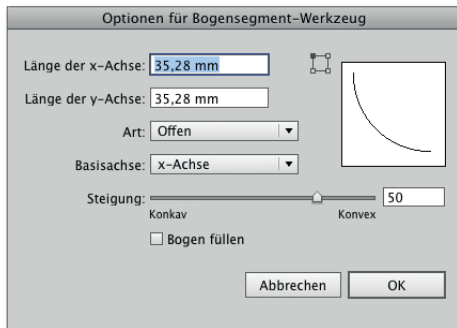 Optionen für Bogensegment-Werkzeug
Länge der x-Achse: 35,28 mm
Länge der y-Achse: 35,28 mm
Art: Offen
Basisachse: x-Achse
Steigung: 50
Konkav Konvex
Bogen füllen
Abbrechen OK